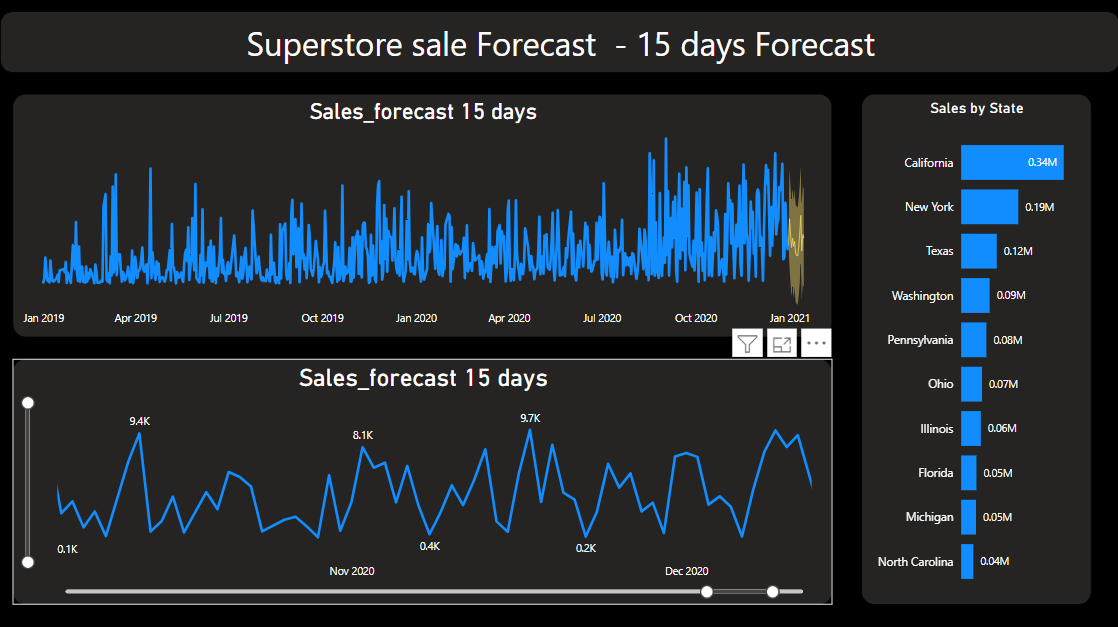 Superstore sale Forecast  - 15 days Forecast
Sales_forecast 15 days
Jan 2019 Apr 2019 Jul 2019 Oct 2019 Jan 2020 Apr 2020 Jul 2020 Oct 2020 Jan 2021
Sales_forecast 15 days
9.4K 8.1K 9.7K
0.1K 0.4K 0.2K
Nov 2020 Dec 2020
Sales by State
California 0.34M
New York 0.19M
Texas 0.12M
Washington 0.09M
Pennsylvania 0.08M
Ohio 0.07M
Illinois 0.06M
Florida 0.05M
Michigan 0.05M
North Carolina 0.04M